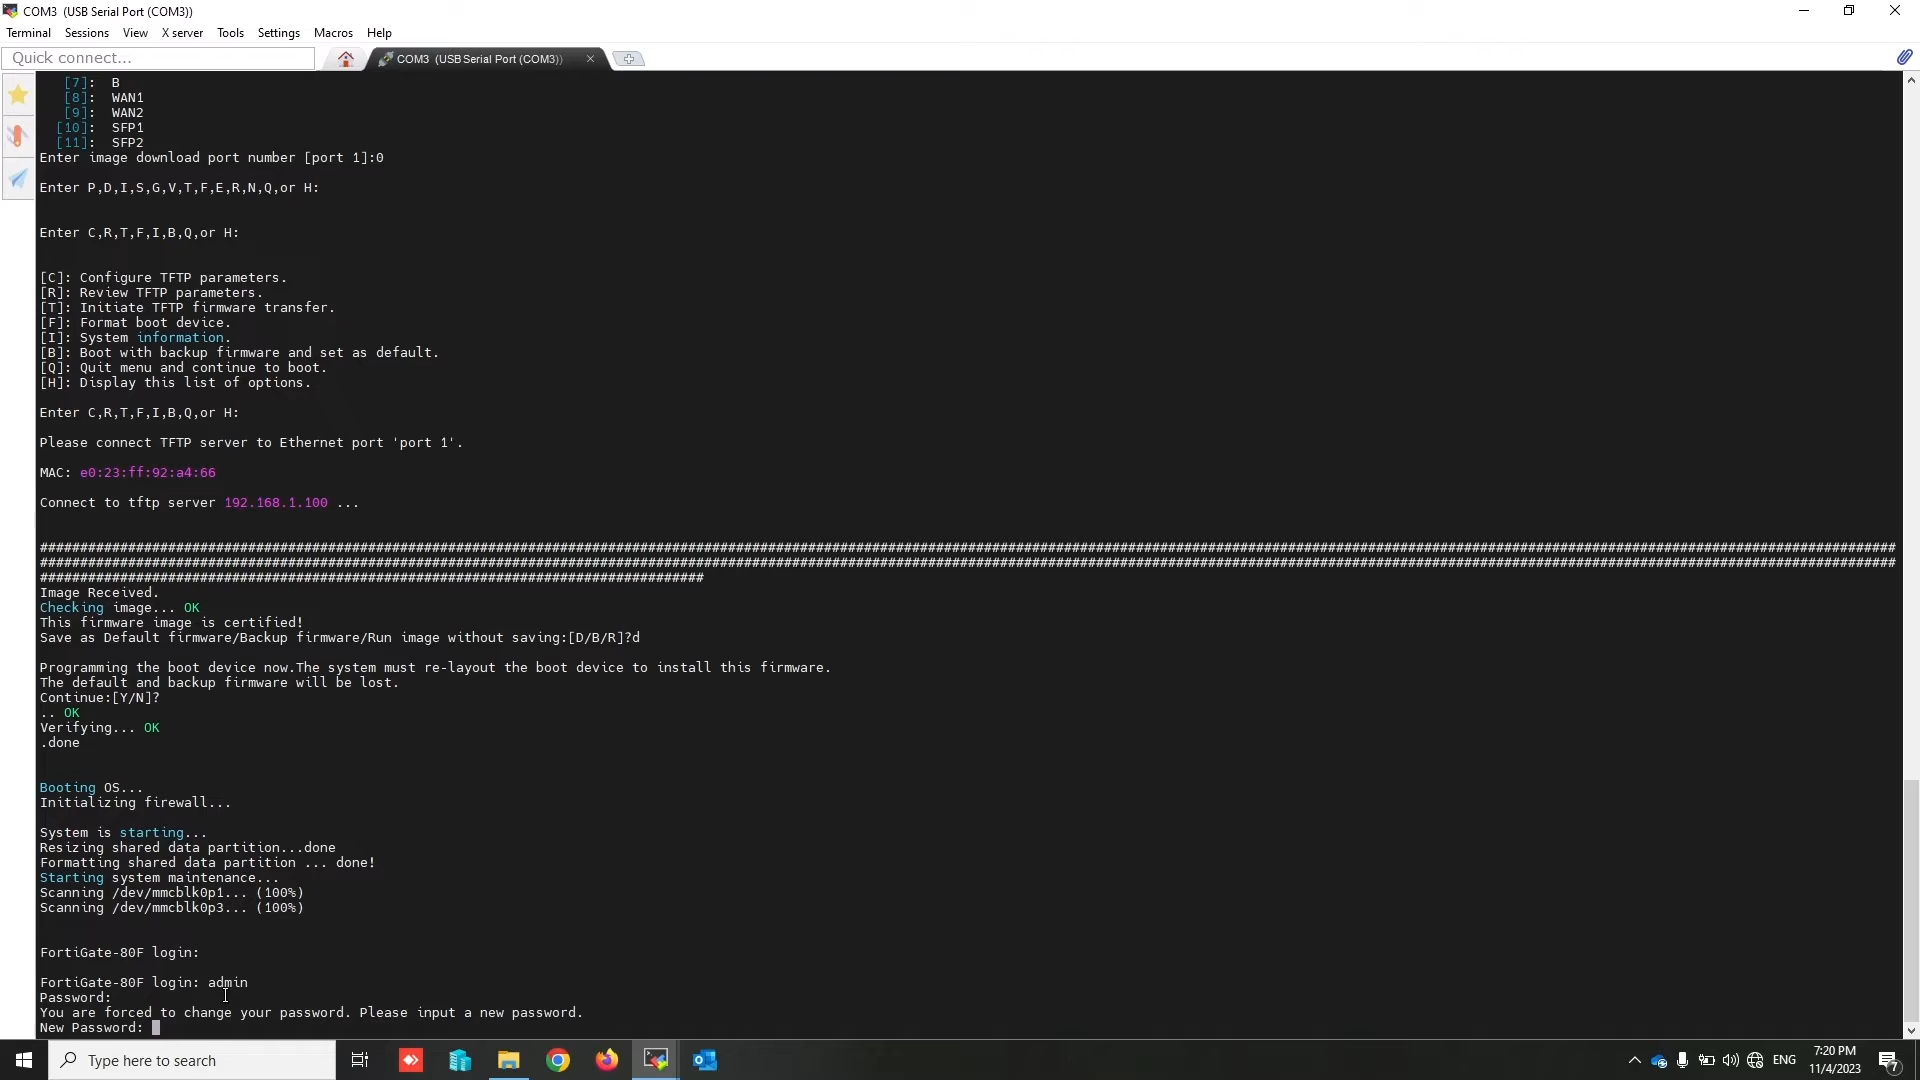 COM3  (USB Serial Port (COM3))
Terminal Sessions View X server Tools Settings Macros Help
Quick connect...
COM3  (USB Serial Port (COM3))
[7]:  B
[8]:  WAN1
[9]:  WAN2
[10]:  SFP1
[11]:  SFP2
Enter image download port number [port 1]:0
Enter P,D,I,S,G,V,T,F,E,R,N,Q,or H:
Enter C,R,T,F,I,B,Q,or H:
[C]: Configure TFTP parameters.
[R]: Review TFTP parameters.
[T]: Initiate TFTP firmware transfer.
[F]: Format boot device.
[I]: System information.
[B]: Boot with backup firmware and set as default.
[Q]: Quit menu and continue to boot.
[H]: Display this list of options.
Enter C,R,T,F,I,B,Q,or H:
Please connect TFTP server to Ethernet port 'port 1'.
MAC: e0:23:ff:92:a4:66
Connect to tftp server 192.168.1.100 ...
Image Received.
Checking image... OK
This firmware image is certified!
Save as Default firmware/Backup firmware/Run image without saving:[D/B/R]?d
Programming the boot device now.The system must re-layout the boot device to install this firmware.
The default and backup firmware will be lost.
Continue:[Y/N]?
.. OK
Verifying... OK
.done
Booting OS...
Initializing firewall...
System is starting...
Resizing shared data partition...done
Formatting shared data partition ... done!
Starting system maintenance...
Scanning /dev/mmcblk0p1... (100%)
Scanning /dev/mmcblk0p3... (100%)
FortiGate-80F login:
FortiGate-80F login: admin
Password:
You are forced to change your password. Please input a new password.
New Password:
Type here to search
ENG
7:20 PM
11/4/2023
7